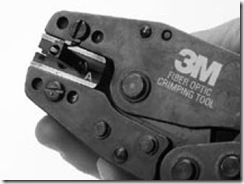 A
3M
FIBER OPTIC
CRIMPING TOOL